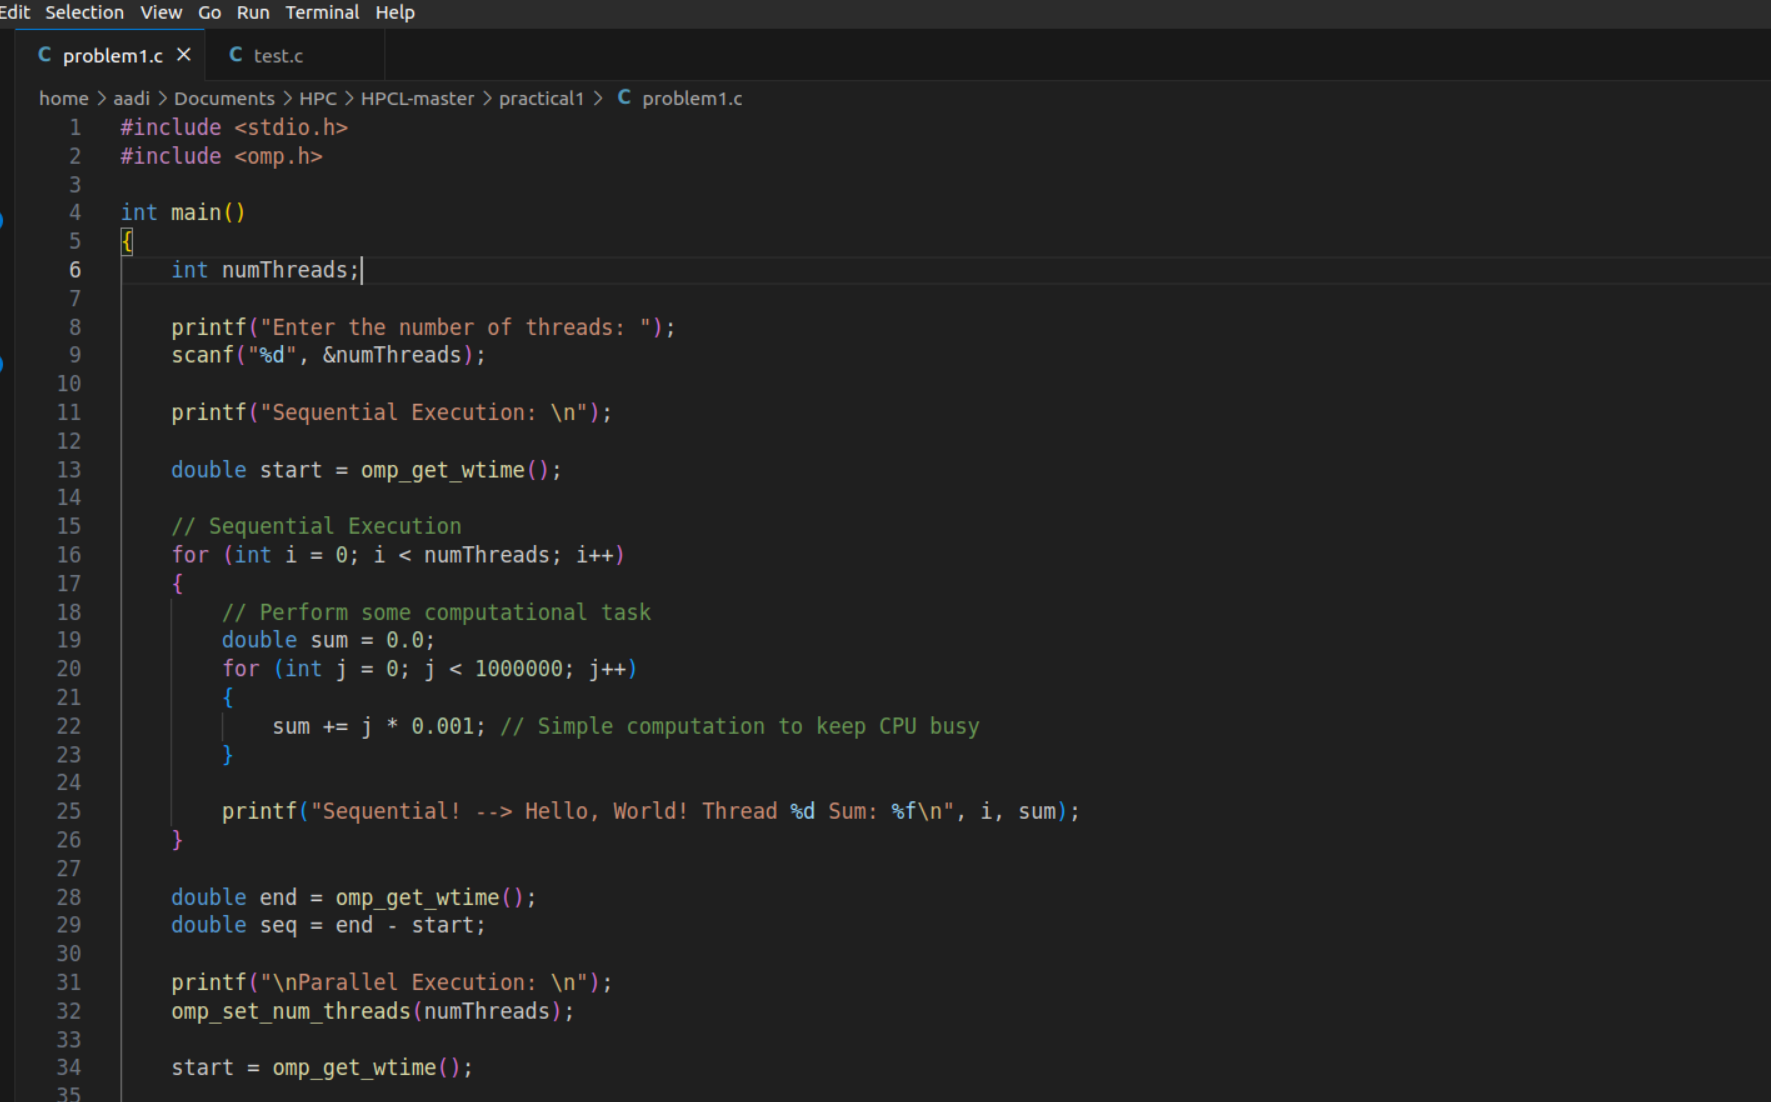 Edit Selection View Go Run Terminal Help
C problem1.c × C test.c
home > aadi > Documents > HPC > HPCL-master > practical1 > C problem1.c
1 #include <stdio.h>
2 #include <omp.h>
3
4 int main()
5 {
6     int numThreads;
7
8     printf("Enter the number of threads: ");
9     scanf("%d", &numThreads);
10
11     printf("Sequential Execution: \n");
12
13     double start = omp_get_wtime();
14
15     // Sequential Execution
16     for (int i = 0; i < numThreads; i++)
17     {
18         // Perform some computational task
19         double sum = 0.0;
20         for (int j = 0; j < 1000000; j++)
21         {
22             sum += j * 0.001; // Simple computation to keep CPU busy
23         }
24
25         printf("Sequential! --> Hello, World! Thread %d Sum: %f\n", i, sum);
26     }
27
28     double end = omp_get_wtime();
29     double seq = end - start;
30
31     printf("\nParallel Execution: \n");
32     omp_set_num_threads(numThreads);
33
34     start = omp_get_wtime();
35